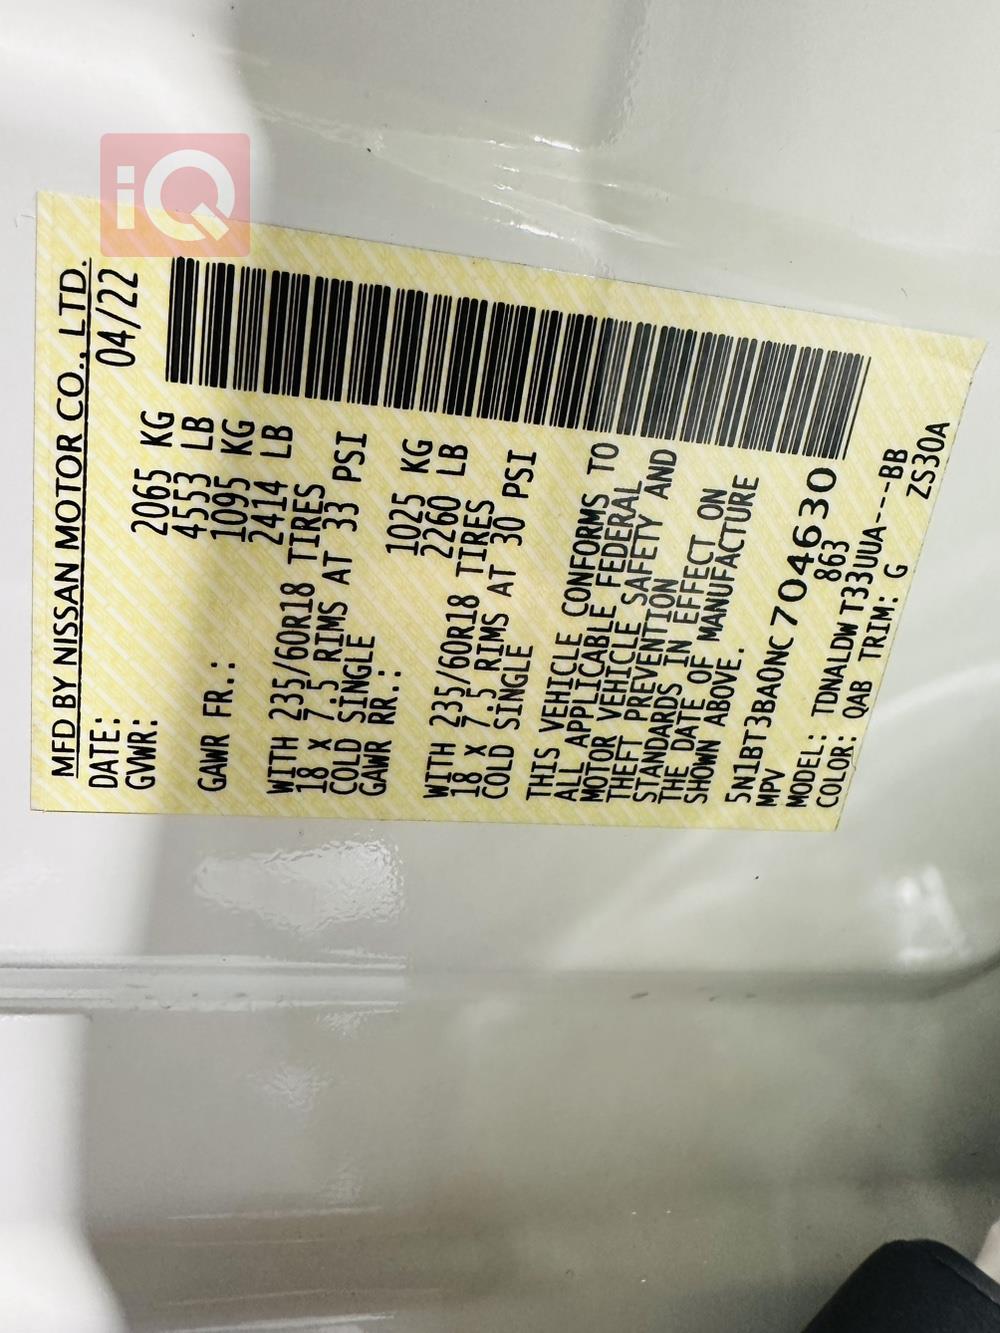 iQ
MFD BY NISSAN MOTOR CO., LTD.
DATE: 04/22
GVWR: 2065 KG
4553 LB
GAWR FR.: 1095 KG
2414 LB
WITH 235/60R18 TIRES
18 x 7.5 RIMS AT 33 PSI
COLD SINGLE
GAWR RR.: 1025 KG
2260 LB
WITH 235/60R18 TIRES
18 x 7.5 RIMS AT 30 PSI
COLD SINGLE
THIS VEHICLE CONFORMS TO
ALL APPLICABLE FEDERAL
MOTOR VEHICLE SAFETY AND
THEFT PREVENTION
STANDARDS IN EFFECT ON
THE DATE OF MANUFACTURE
SHOWN ABOVE.
5N1BT3BA0NC704630
MPV 863
MODEL: TDNALDW T33UUA---BB
COLOR: QAB TRIM: G ZS30A